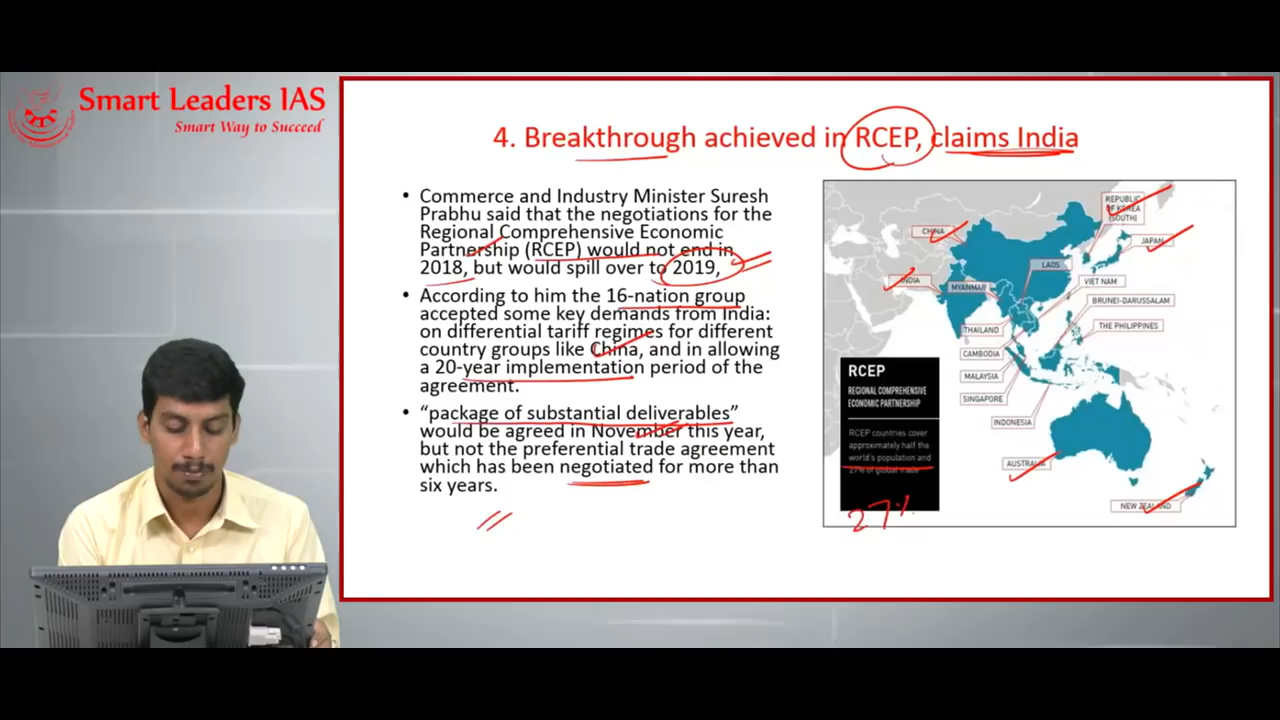 Smart Leaders IAS
Smart Way to Succeed
4. Breakthrough achieved in RCEP, claims India
• Commerce and Industry Minister Suresh
Prabhu said that the negotiations for the
Regional Comprehensive Economic
Partnership (RCEP) would not end in
2018, but would spill over to 2019,
• According to him the 16-nation group
accepted some key demands from India:
on differential tariff regimes for different
country groups like China, and in allowing
a 20-year implementation period of the
agreement.
• “package of substantial deliverables”
would be agreed in November this year,
but not the preferential trade agreement
which has been negotiated for more than
six years.
REPUBLIC
OF KOREA
(SOUTH)
CHINA
JAPAN
LAOS
INDIA
MYANMAR
VIET NAM
BRUNEI-DARUSSALAM
THAILAND
THE PHILIPPINES
CAMBODIA
MALAYSIA
SINGAPORE
INDONESIA
AUSTRALIA
NEW ZEALAND
RCEP
REGIONAL COMPREHENSIVE
ECONOMIC PARTNERSHIP
RCEP countries cover
approximately half the
world's population and
27% of global trade
27%